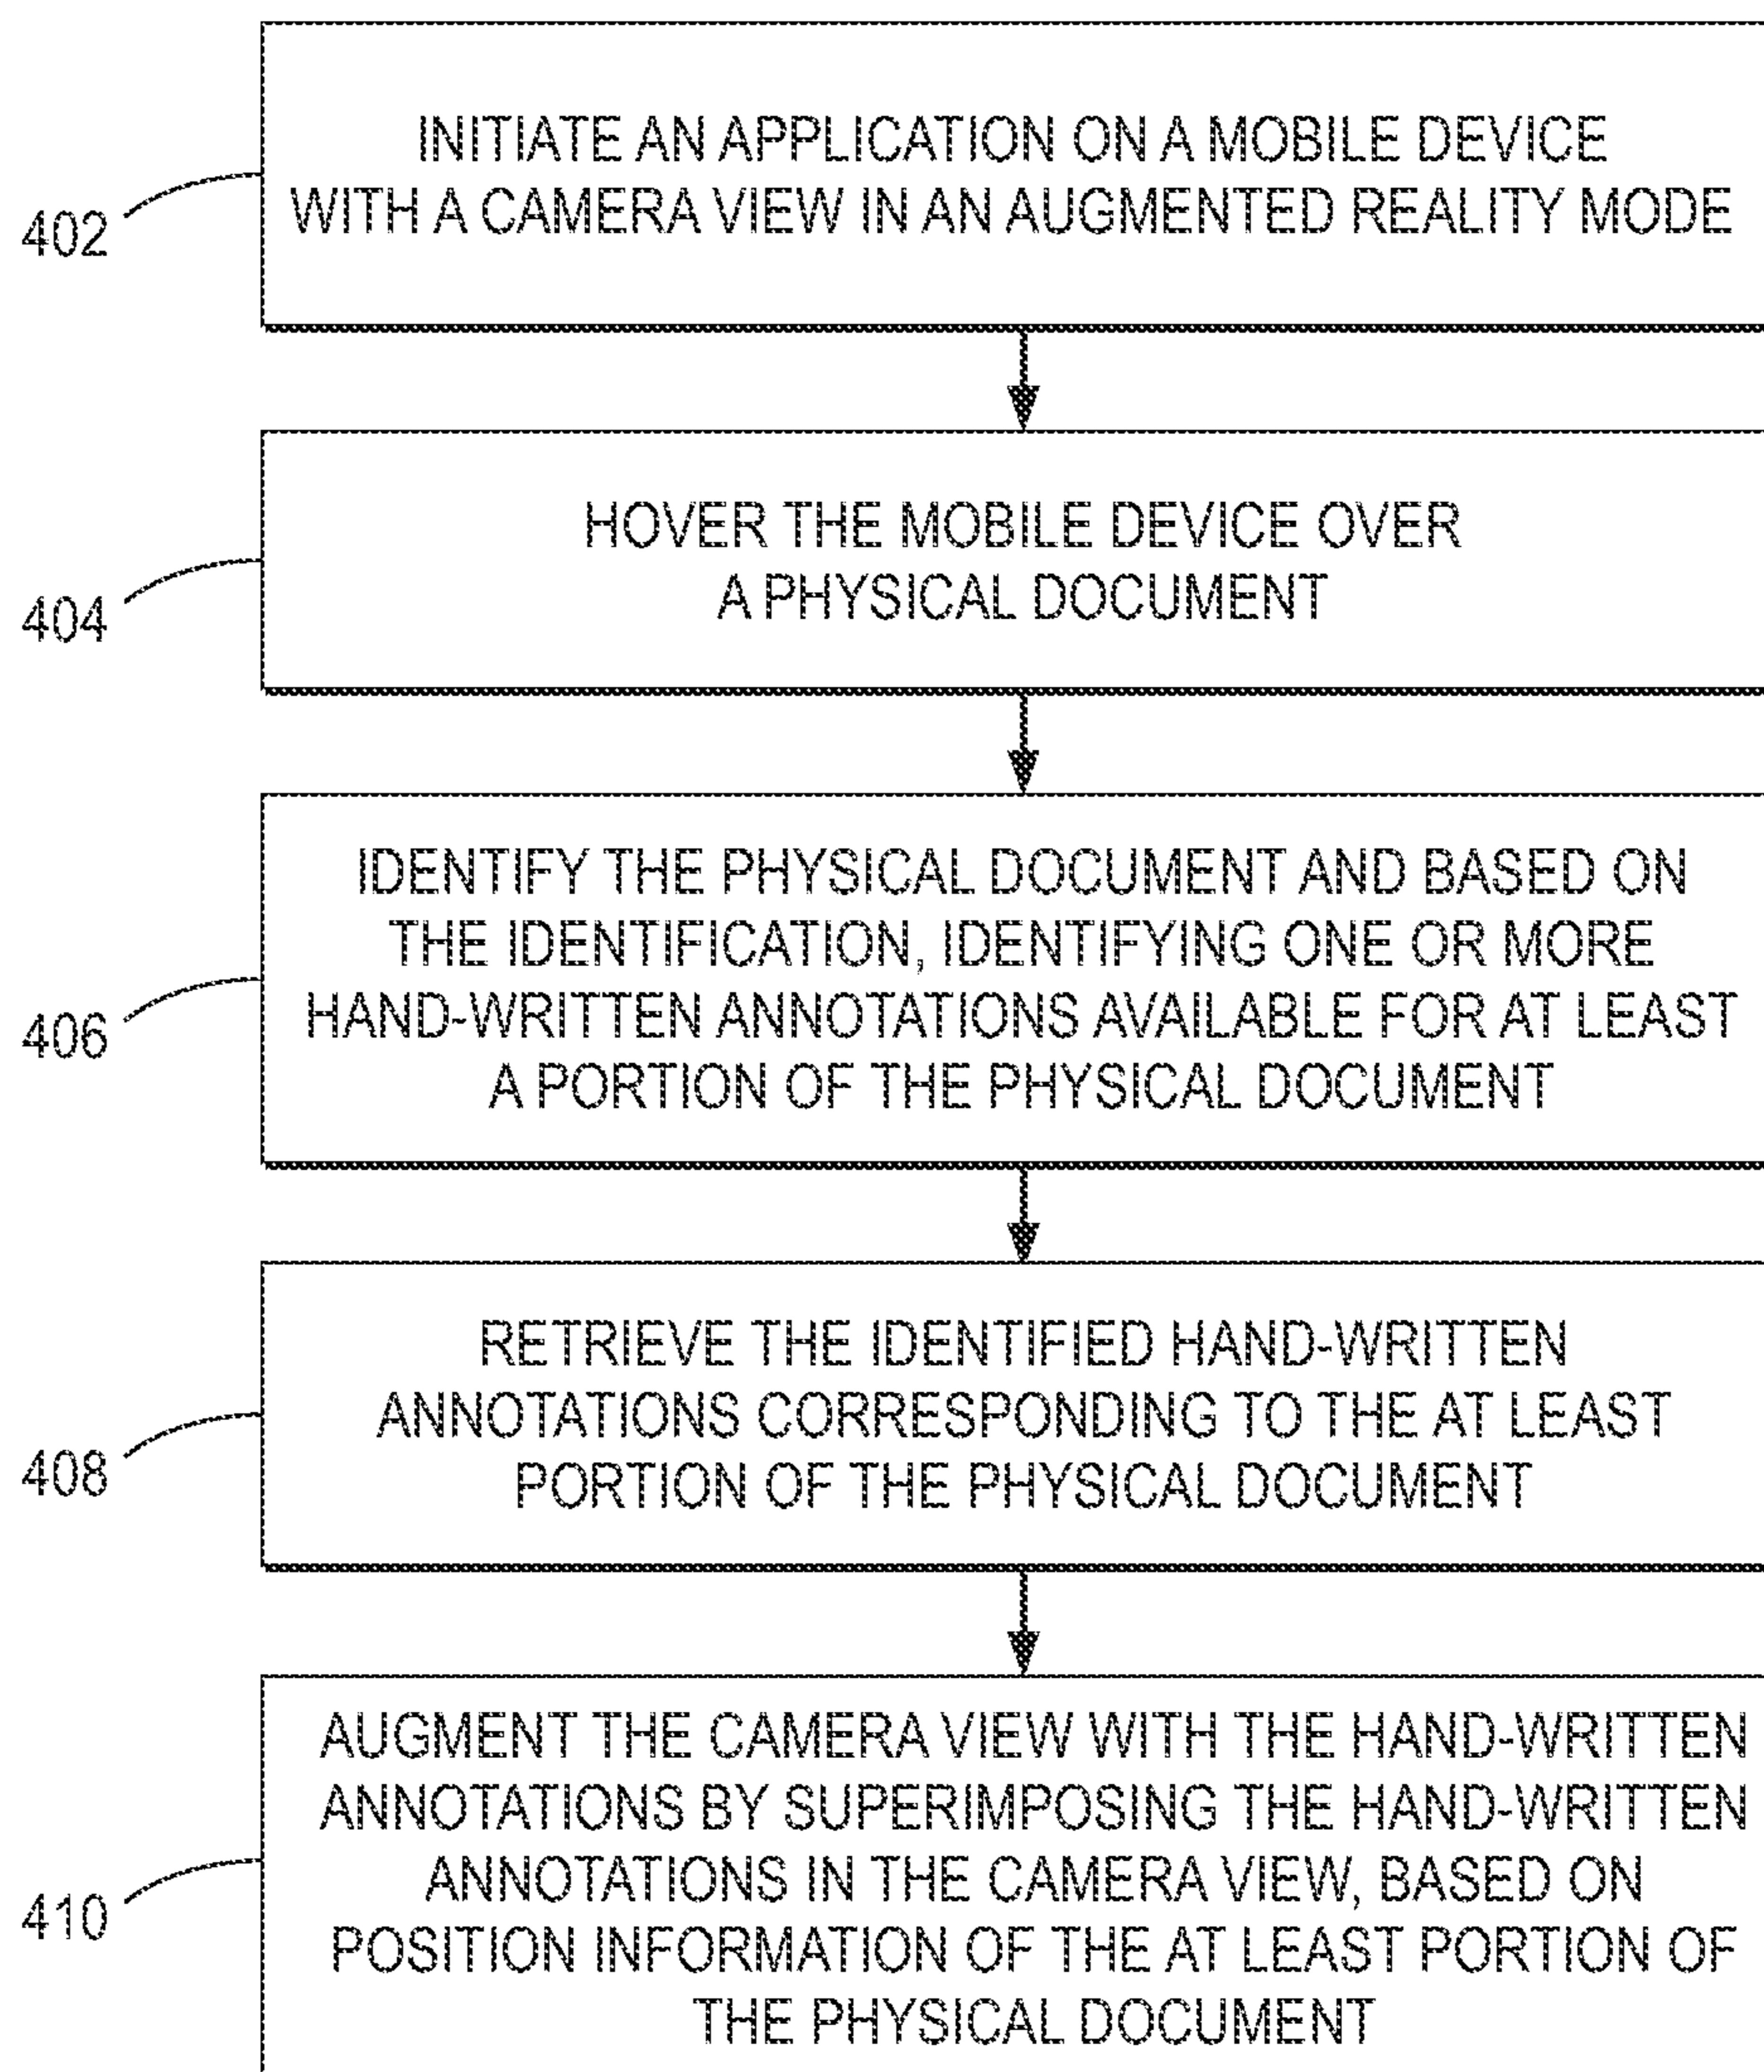 INITIATE AN APPLICATION ON A MOBILE DEVICE
WITH A CAMERA VIEW IN AN AUGMENTED REALITY MODE
402
HOVER THE MOBILE DEVICE OVER
A PHYSICAL DOCUMENT
404
IDENTIFY THE PHYSICAL DOCUMENT AND BASED ON
THE IDENTIFICATION, IDENTIFYING ONE OR MORE
HAND-WRITTEN ANNOTATIONS AVAILABLE FOR AT LEAST
A PORTION OF THE PHYSICAL DOCUMENT
406
RETRIEVE THE IDENTIFIED HAND-WRITTEN
ANNOTATIONS CORRESPONDING TO THE AT LEAST
PORTION OF THE PHYSICAL DOCUMENT
408
AUGMENT THE CAMERA VIEW WITH THE HAND-WRITTEN
ANNOTATIONS BY SUPERIMPOSING THE HAND-WRITTEN
ANNOTATIONS IN THE CAMERA VIEW, BASED ON
POSITION INFORMATION OF THE AT LEAST PORTION OF
THE PHYSICAL DOCUMENT
410